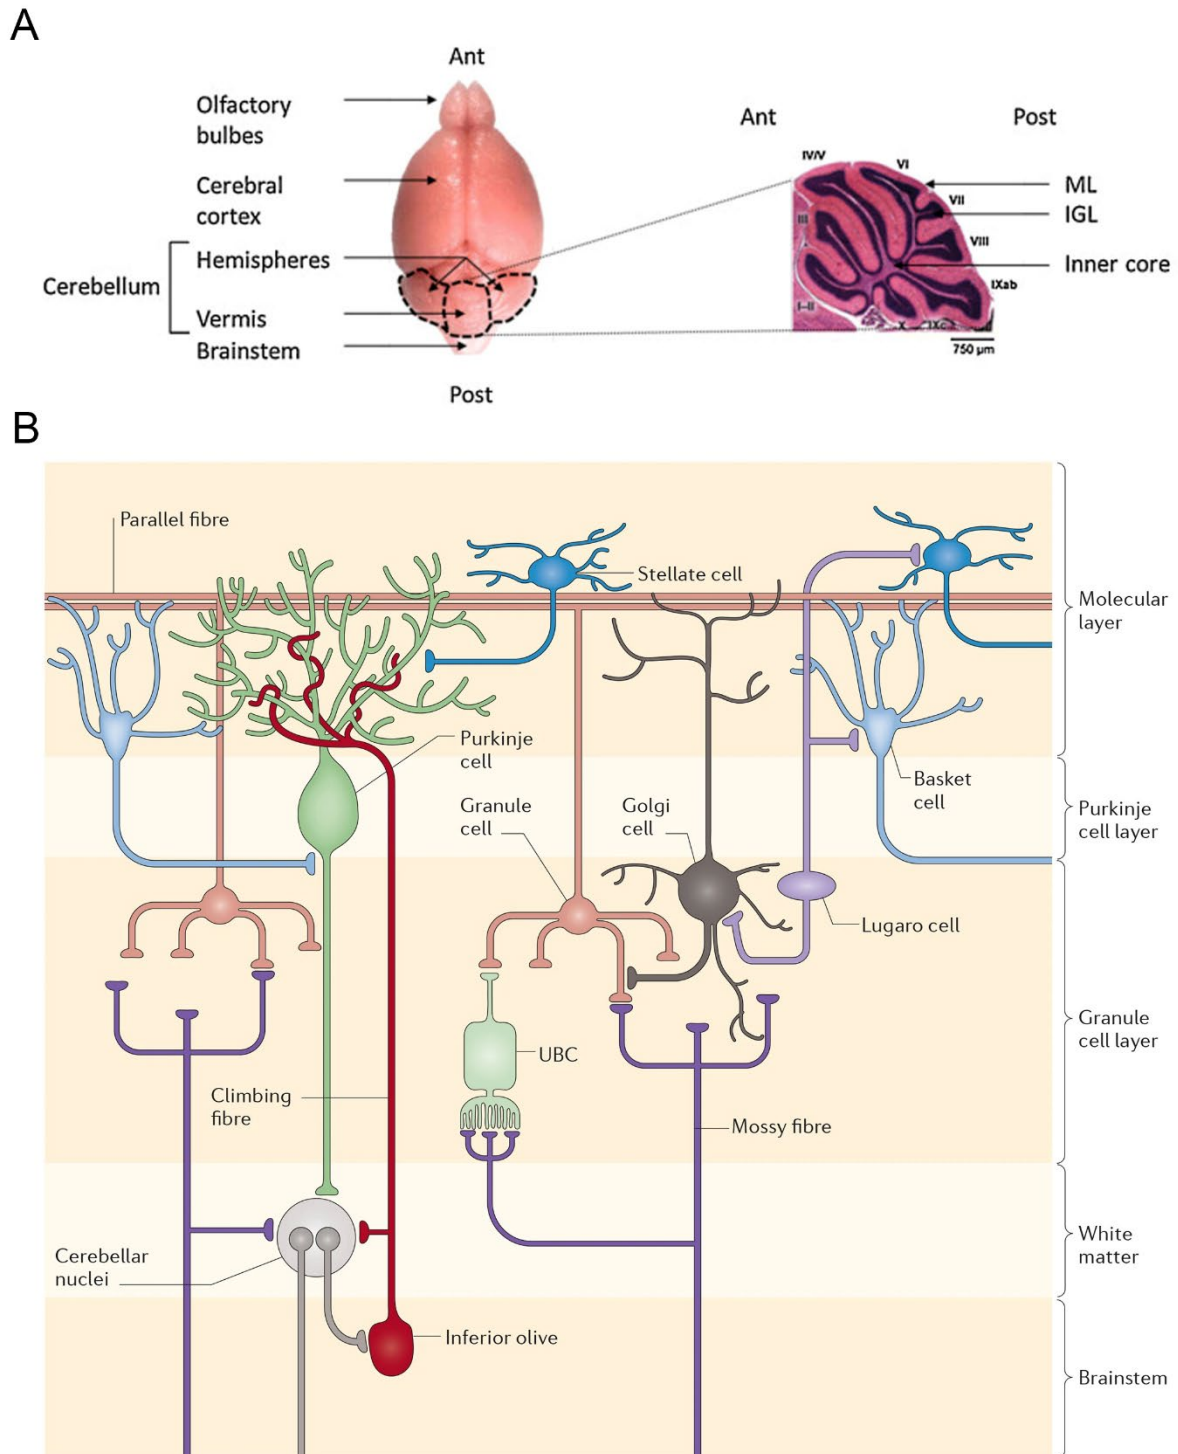 A
Ant
Olfactory
bulbes
Cerebral
cortex
Hemispheres
Cerebellum
Vermis
Brainstem
Post
Ant
Post
IV/V
VI
ML
VII
IGL
III
VIII
Inner core
IXab
I-II
X
IXc
750 µm
B
Parallel fibre
Stellate cell
Molecular
layer
Purkinje
cell
Basket
cell
Granule
cell
Golgi
cell
Purkinje
cell layer
Lugaro cell
Granule
cell layer
UBC
Climbing
fibre
Mossy fibre
Cerebellar
nuclei
White
matter
Inferior olive
Brainstem